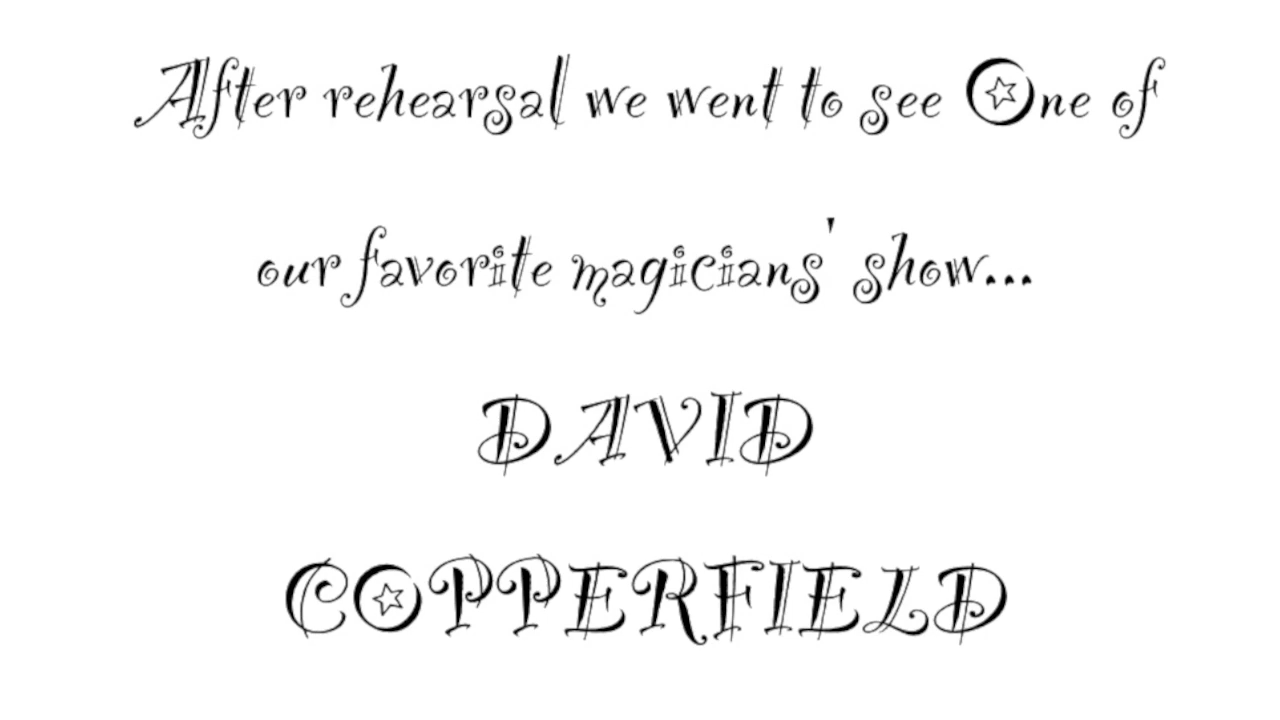 After rehearsal we went to see One of
our favorite magicians' show...
DAVID
COPPERFIELD